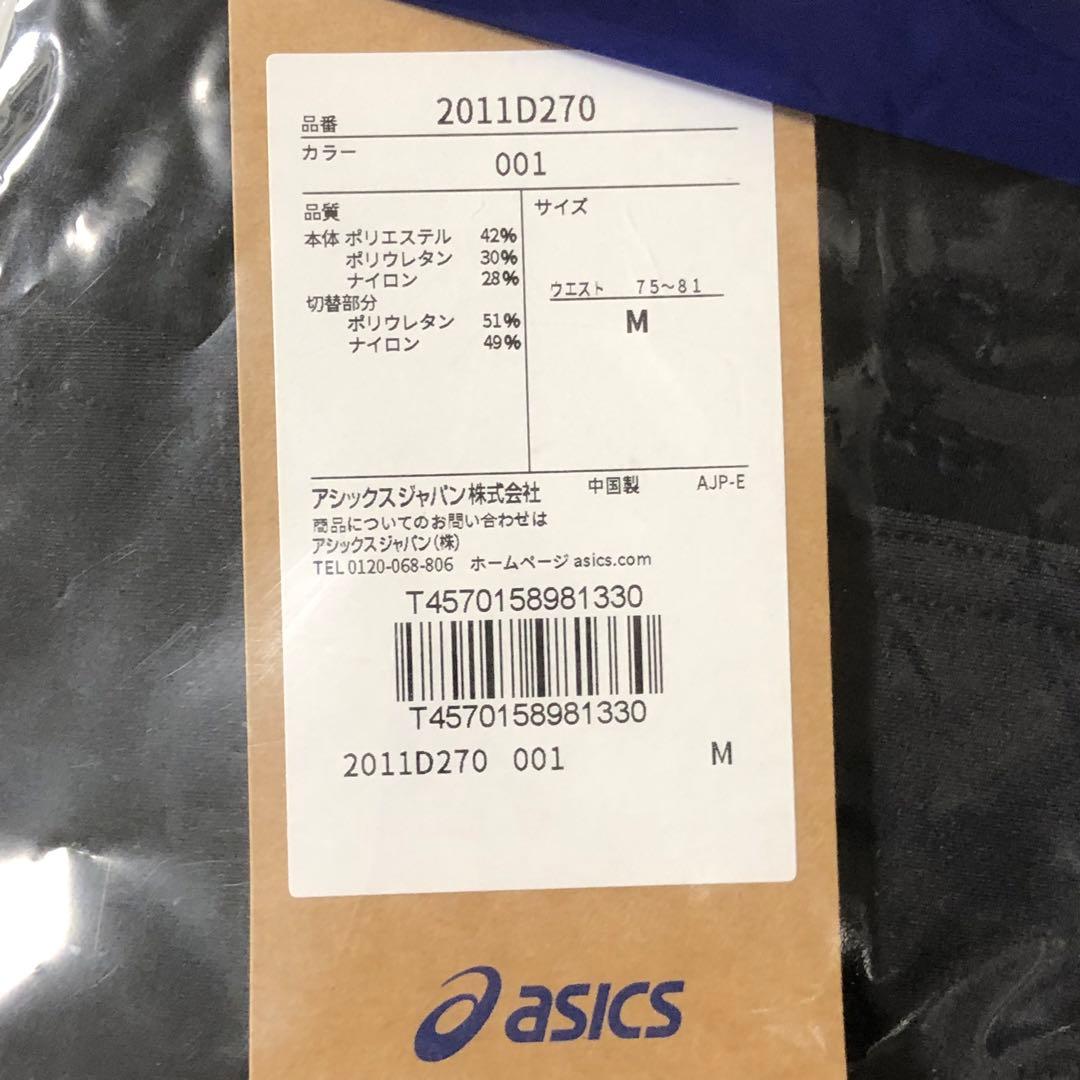 品番 2011D270
カラー 001
品質
本体 ポリエステル 42%
ポリウレタン 30%
ナイロン 28%
切替部分
ポリウレタン 51%
ナイロン 49%
サイズ
ウエスト 75〜81
M
アシックスジャパン株式会社 中国製 AJP-E
商品についてのお問い合わせは
アシックスジャパン(株)
TEL 0120-068-806 ホームページ asics.com
T4570158981330
T4570158981330
2011D270 001 M
asics